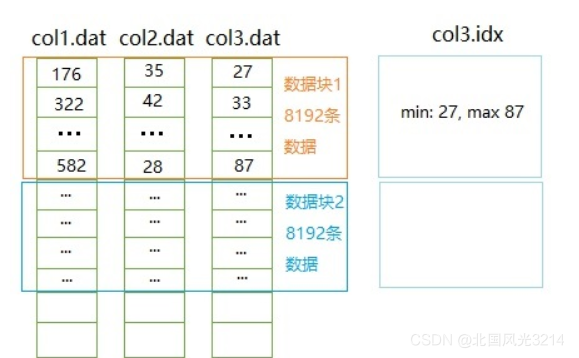 col1.dat col2.dat col3.dat
col3.idx
176 35 27
322 42 33
... ... ...
582 28 87
数据块1
8192条
数据
min: 27, max 87
... ... ...
... ... ...
... ... ...
... ... ...
数据块2
8192条
数据
CSDN @北国风光3214